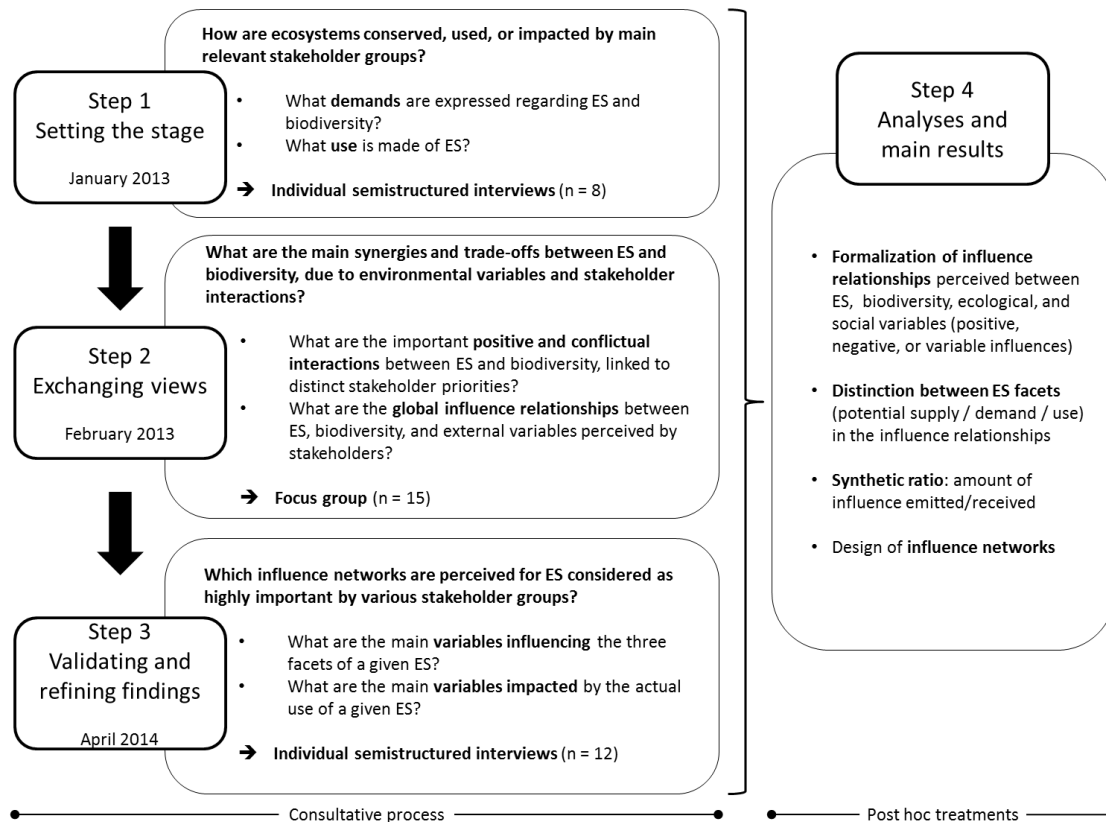 Step 1
Setting the stage
January 2013
How are ecosystems conserved, used, or impacted by main
relevant stakeholder groups?
• What demands are expressed regarding ES and
biodiversity?
• What use is made of ES?
➔ Individual semistructured interviews (n = 8)
Step 2
Exchanging views
February 2013
What are the main synergies and trade-offs between ES and
biodiversity, due to environmental variables and stakeholder
interactions?
• What are the important positive and conflictual
interactions between ES and biodiversity, linked to
distinct stakeholder priorities?
• What are the global influence relationships between
ES, biodiversity, and external variables perceived by
stakeholders?
➔ Focus group (n = 15)
Step 3
Validating and
refining findings
April 2014
Which influence networks are perceived for ES considered as
highly important by various stakeholder groups?
• What are the main variables influencing the three
facets of a given ES?
• What are the main variables impacted by the actual
use of a given ES?
➔ Individual semistructured interviews (n = 12)
Step 4
Analyses and
main results
• Formalization of influence
relationships perceived between
ES, biodiversity, ecological, and
social variables (positive,
negative, or variable influences)
• Distinction between ES facets
(potential supply / demand / use)
in the influence relationships
• Synthetic ratio: amount of
influence emitted/received
• Design of influence networks
Consultative process
Post hoc treatments